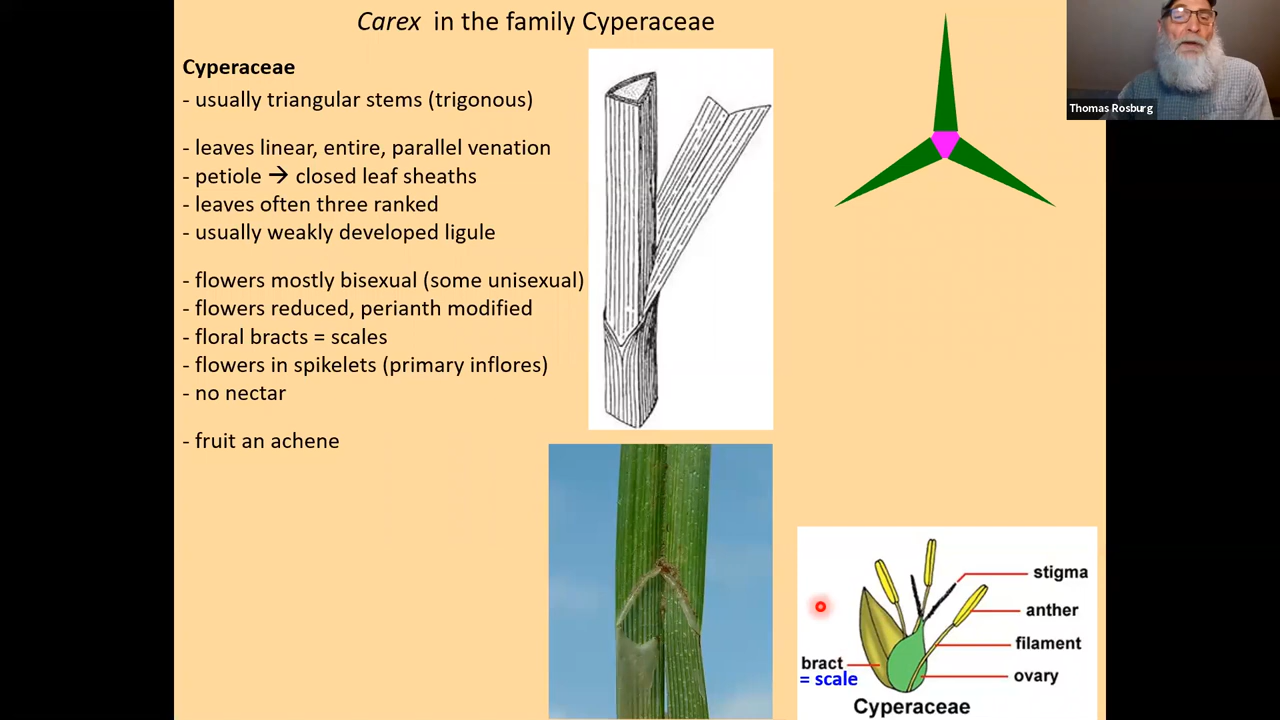 Carex in the family Cyperaceae
Cyperaceae
- usually triangular stems (trigonous)
- leaves linear, entire, parallel venation
- petiole → closed leaf sheaths
- leaves often three ranked
- usually weakly developed ligule
- flowers mostly bisexual (some unisexual)
- flowers reduced, perianth modified
- floral bracts = scales
- flowers in spikelets (primary inflores)
- no nectar
- fruit an achene
Thomas Rosburg
stigma
anther
filament
bract
= scale
ovary
Cyperaceae